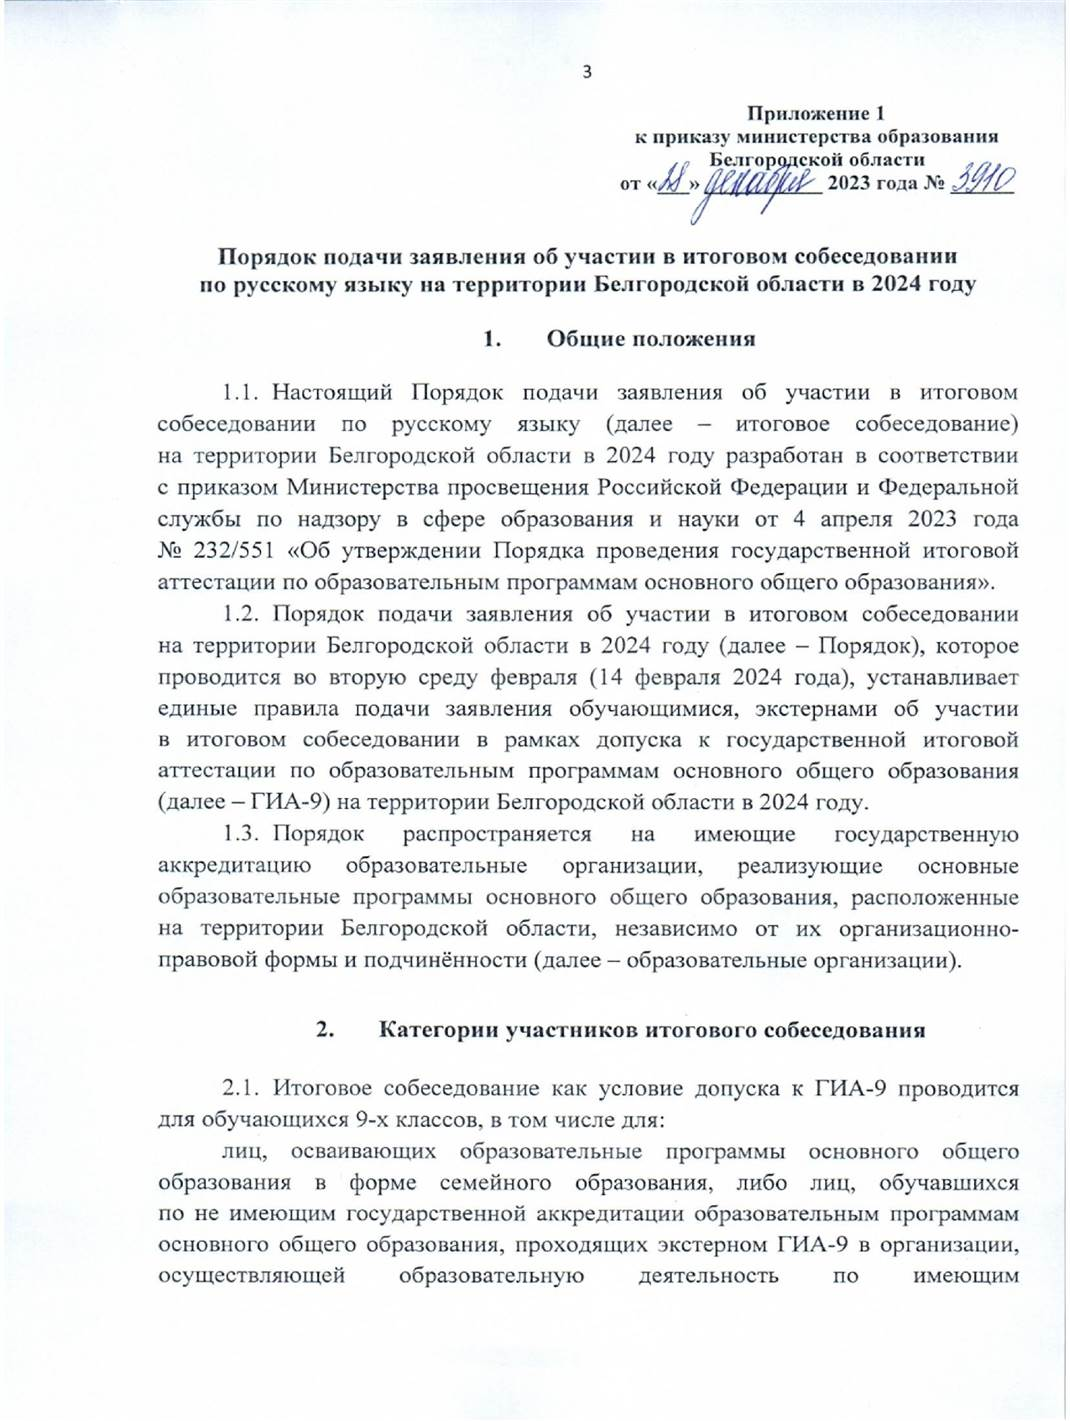 3
Приложение 1
к приказу министерства образования
Белгородской области
от «28» декабря 2023 года № 3910
Порядок подачи заявления об участии в итоговом собеседовании
по русскому языку на территории Белгородской области в 2024 году
1. Общие положения
1.1. Настоящий Порядок подачи заявления об участии в итоговом
собеседовании по русскому языку (далее – итоговое собеседование)
на территории Белгородской области в 2024 году разработан в соответствии
с приказом Министерства просвещения Российской Федерации и Федеральной
службы по надзору в сфере образования и науки от 4 апреля 2023 года
№ 232/551 «Об утверждении Порядка проведения государственной итоговой
аттестации по образовательным программам основного общего образования».
1.2. Порядок подачи заявления об участии в итоговом собеседовании
на территории Белгородской области в 2024 году (далее – Порядок), которое
проводится во вторую среду февраля (14 февраля 2024 года), устанавливает
единые правила подачи заявления обучающимися, экстернами об участии
в итоговом собеседовании в рамках допуска к государственной итоговой
аттестации по образовательным программам основного общего образования
(далее – ГИА-9) на территории Белгородской области в 2024 году.
1.3. Порядок распространяется на имеющие государственную
аккредитацию образовательные организации, реализующие основные
образовательные программы основного общего образования, расположенные
на территории Белгородской области, независимо от их организационно-
правовой формы и подчинённости (далее – образовательные организации).
2. Категории участников итогового собеседования
2.1. Итоговое собеседование как условие допуска к ГИА-9 проводится
для обучающихся 9-х классов, в том числе для:
лиц, осваивающих образовательные программы основного общего
образования в форме семейного образования, либо лиц, обучавшихся
по не имеющим государственной аккредитации образовательным программам
основного общего образования, проходящих экстерном ГИА-9 в организации,
осуществляющей образовательную деятельность по имеющим